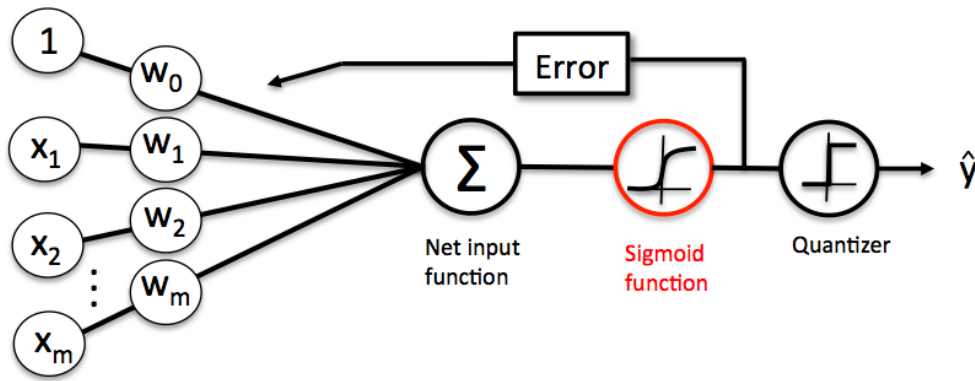 1
w0
Error
x1
w1
Σ
ŷ
x2
w2
Net input
function
Sigmoid
function
Quantizer
⋮
xm
wm